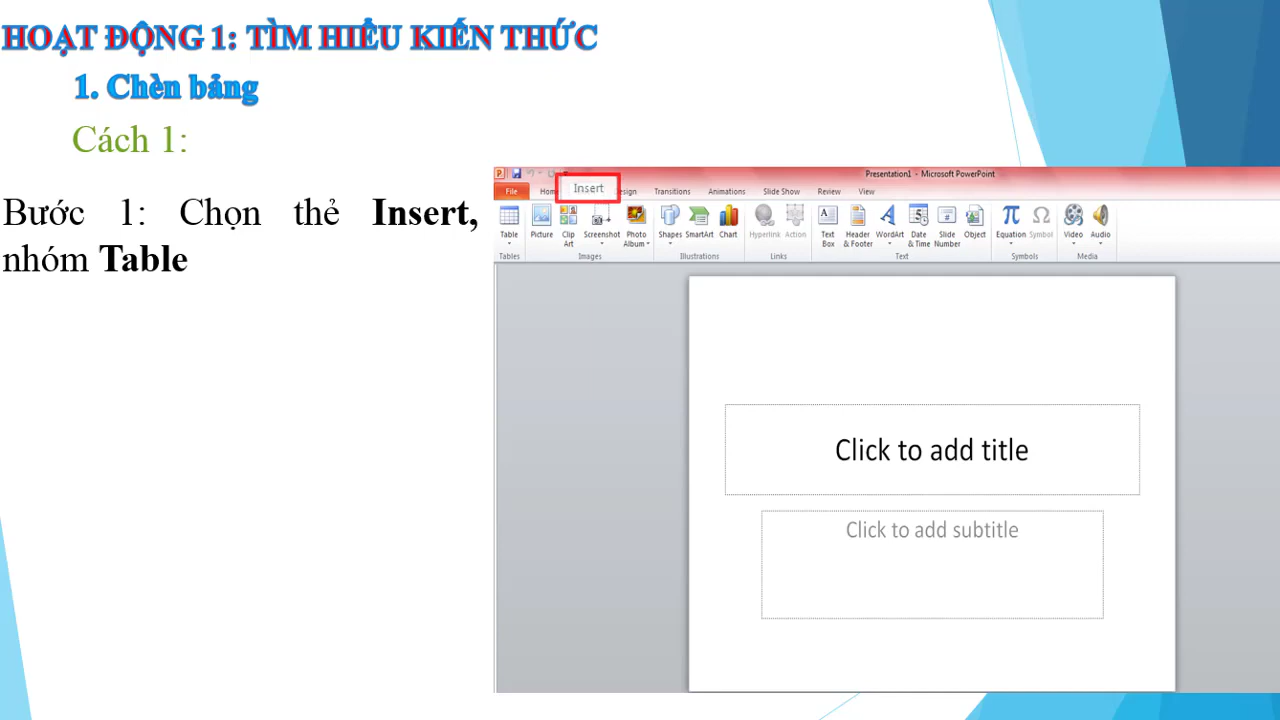 HOẠT ĐỘNG 1: TÌM HIỂU KIẾN THỨC
1. Chèn bảng
Cách 1:
Bước 1: Chọn thẻ Insert,
nhóm Table
Presentation1 - Microsoft PowerPoint
File Insert Transitions Animations Slide Show Review View
Table Picture Clip Art Screenshot Photo Album Shapes SmartArt Chart Hyperlink Action Text Box Header & Footer WordArt Date & Time Slide Number Object Equation Symbol Video Audio
Tables Images Illustrations Links Text Symbols Media
Click to add title
Click to add subtitle